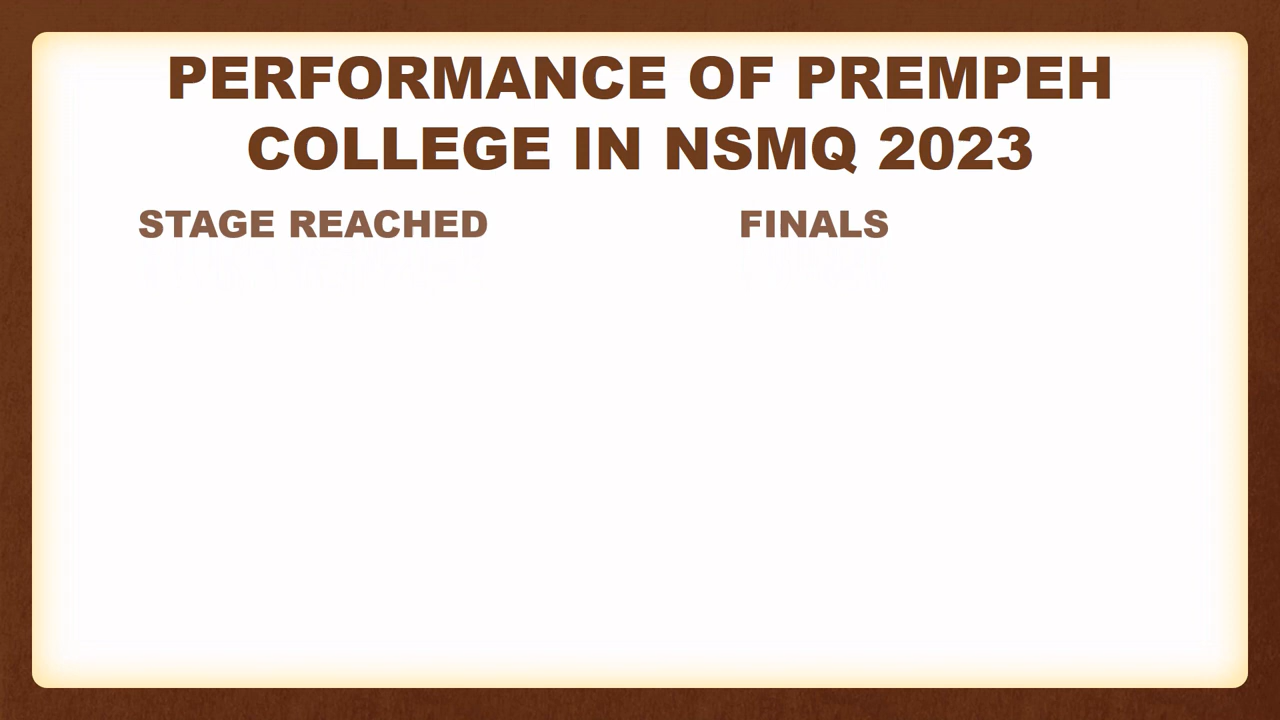 PERFORMANCE OF PREMPEH
COLLEGE IN NSMQ 2023
STAGE REACHED FINALS